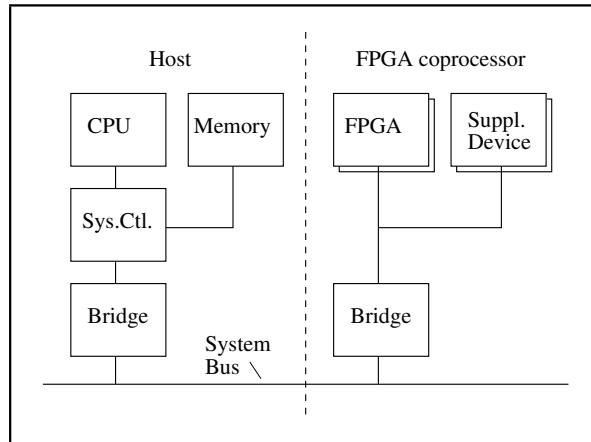 Host
FPGA coprocessor
CPU
Memory
FPGA
Suppl.
Device
Sys.Ctl.
Bridge
Bridge
System
Bus